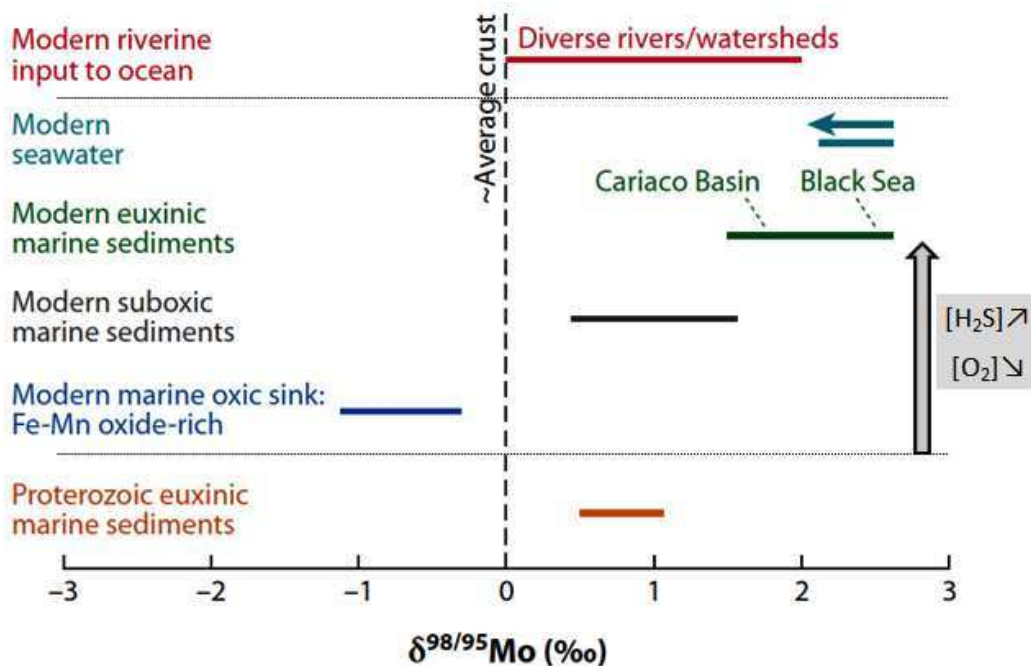 Modern riverine
input to ocean
Diverse rivers/watersheds
~Average crust
Modern
seawater
Cariaco Basin
Black Sea
Modern euxinic
marine sediments
Modern suboxic
marine sediments
[H₂S]↗
[O₂]↘
Modern marine oxic sink:
Fe-Mn oxide-rich
Proterozoic euxinic
marine sediments
−3 −2 −1 0 1 2 3
δ⁹⁸/⁹⁵Mo (‰)